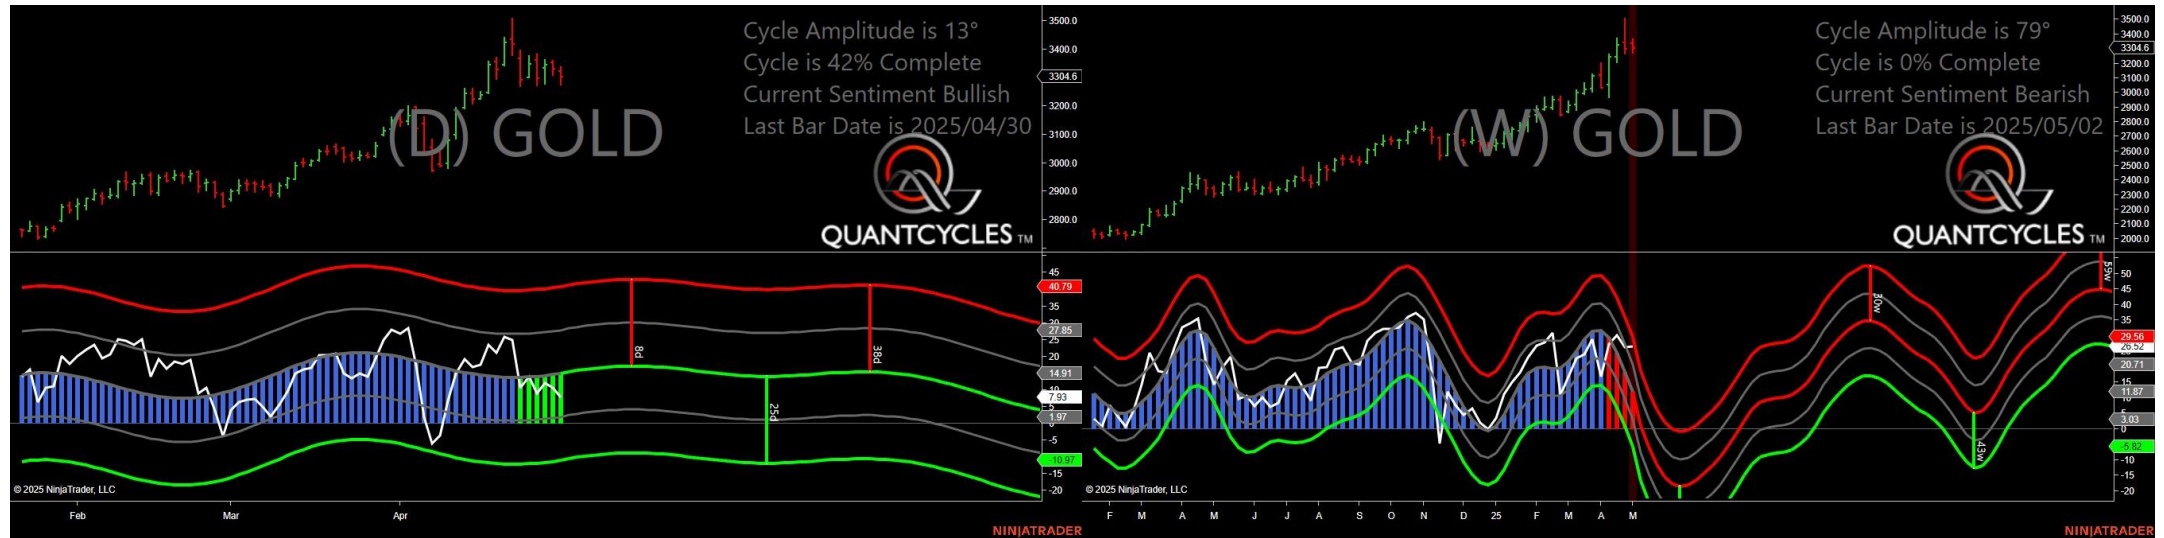 Cycle Amplitude is 13°
Cycle is 42% Complete
Current Sentiment Bullish
Last Bar Date is 2025/04/30
(D) GOLD
QUANTCYCLES TM
3500.0
3400.0
3304.6
3200.0
3100.0
3000.0
2900.0
2800.0
45
40.79
35
30
27.85
25
20
14.91
10
7.93
5
1.97
0
-5
-10.97
-15
-20
8d
25d
38d
© 2025 NinjaTrader, LLC
Feb Mar Apr
NINJATRADER
Cycle Amplitude is 79°
Cycle is 0% Complete
Current Sentiment Bearish
Last Bar Date is 2025/05/02
(W) GOLD
QUANTCYCLES TM
3500.0
3400.0
3304.6
3200.0
3100.0
3000.0
2900.0
2800.0
2700.0
2600.0
2500.0
2400.0
2300.0
2200.0
2100.0
2000.0
50
45
40
35
29.56
26.52
20.71
15
11.87
3.03
0
-5.82
-10
-15
-20
30w
43w
59w
© 2025 NinjaTrader, LLC
F M A M J J A S O N D 25 F M A M
NINJATRADER